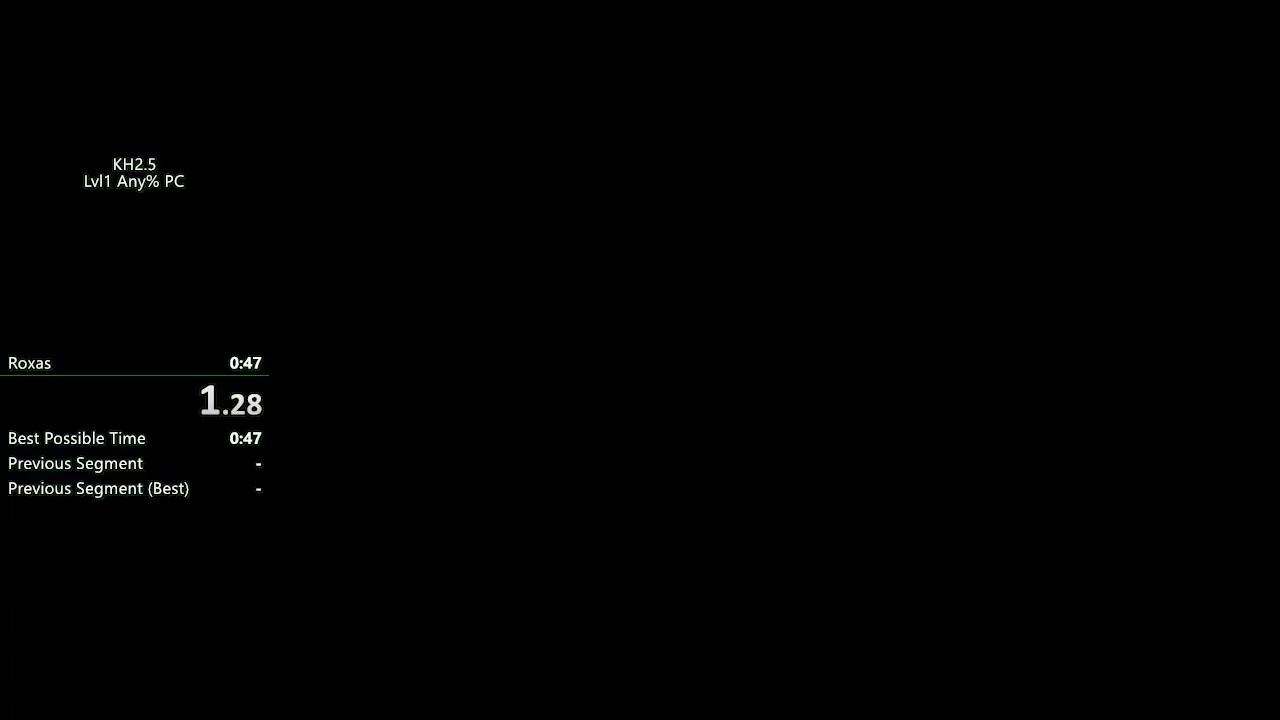 KH2.5
Lvl1 Any% PC
Roxas 0:47
1.28
Best Possible Time 0:47
Previous Segment -
Previous Segment (Best) -